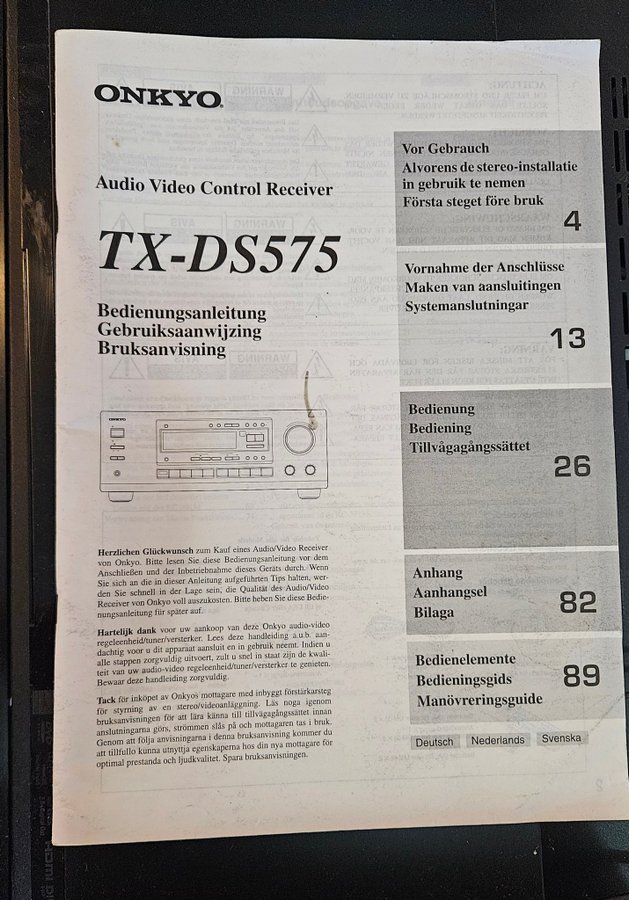 ONKYO
Audio Video Control Receiver
TX-DS575
Bedienungsanleitung
Gebruiksaanwijzing
Bruksanvisning
ONKYO
Herzlichen Glückwunsch zum Kauf eines Audio/Video Receiver
von Onkyo. Bitte lesen Sie diese Bedienungsanleitung vor dem
Anschließen und der Inbetriebnahme dieses Geräts durch. Wenn
Sie sich an die in dieser Anleitung aufgeführten Tips halten, wer-
den Sie schnell in der Lage sein, die Qualität des Audio/Video
Receiver von Onkyo voll auszukosten. Bitte heben Sie diese Bedie-
nungsanleitung für später auf.
Hartelijk dank voor uw aankoop van deze Onkyo audio-video
regeleenheid/tuner/versterker. Lees deze handleiding a.u.b. aan-
dachtig voor u dit apparaat aansluit en in gebruik neemt. Indien u
alle stappen zorgvuldig uitvoert, zult u snel in staat zijn de kwali-
teit van uw audio-video regeleenheid/tuner/versterker te genieten.
Bewaar deze handleiding zorgvuldig.
Tack för inköpet av Onkyos mottagare med inbyggt förstärkarsteg
för styrning av en stereo/videoanläggning. Läs noga igenom
bruksanvisningen för att lära känna till tillvägagångsättet innan
anslutningarna görs, strömmen slås på och mottagaren tas i bruk.
Genom att följa anvisningarna i denna bruksanvisning kommer du
att tillfullo kunna utnyttja egenskaperna hos din nya mottagare för
optimal prestanda och ljudkvalitet. Spara bruksanvisningen.
Vor Gebrauch
Alvorens de stereo-installatie
in gebruik te nemen
Första steget före bruk
4
Vornahme der Anschlüsse
Maken van aansluitingen
Systemanslutningar
13
Bedienung
Bediening
Tillvågagångssättet
26
Anhang
Aanhangsel
Bilaga
82
Bedienelemente
Bedieningsgids
Manövreringsguide
89
Deutsch Nederlands Svenska